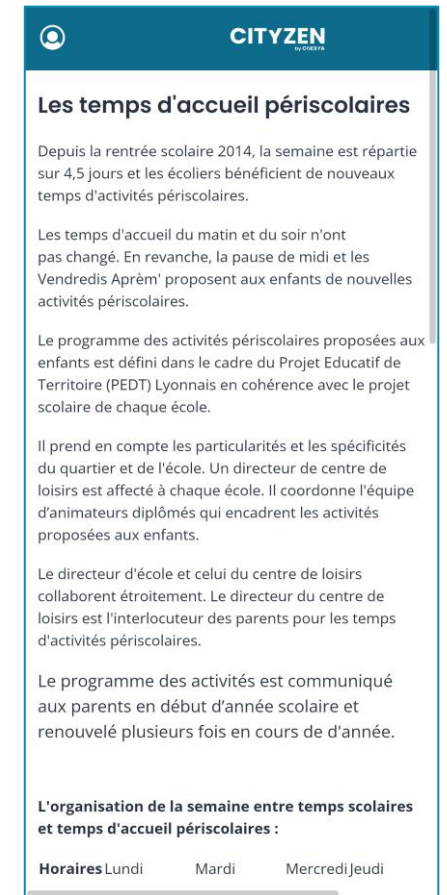 CITYZEN
Les temps d'accueil périscolaires
Depuis la rentrée scolaire 2014, la semaine est répartie
sur 4,5 jours et les écoliers bénéficient de nouveaux
temps d'activités périscolaires.
Les temps d'accueil du matin et du soir n'ont
pas changé. En revanche, la pause de midi et les
Vendredis Aprèm' proposent aux enfants de nouvelles
activités périscolaires.
Le programme des activités périscolaires proposées aux
enfants est défini dans le cadre du Projet Educatif de
Territoire (PEDT) Lyonnais en cohérence avec le projet
scolaire de chaque école.
Il prend en compte les particularités et les spécificités
du quartier et de l'école. Un directeur de centre de
loisirs est affecté à chaque école. Il coordonne l'équipe
d’animateurs diplômés qui encadrent les activités
proposées aux enfants.
Le directeur d'école et celui du centre de loisirs
collaborent étroitement. Le directeur du centre de
loisirs est l'interlocuteur des parents pour les temps
d'activités périscolaires.
Le programme des activités est communiqué
aux parents en début d’année scolaire et
renouvelé plusieurs fois en cours de d'année.
L'organisation de la semaine entre temps scolaires
et temps d'accueil périscolaires :
Horaires Lundi Mardi Mercredi Jeudi